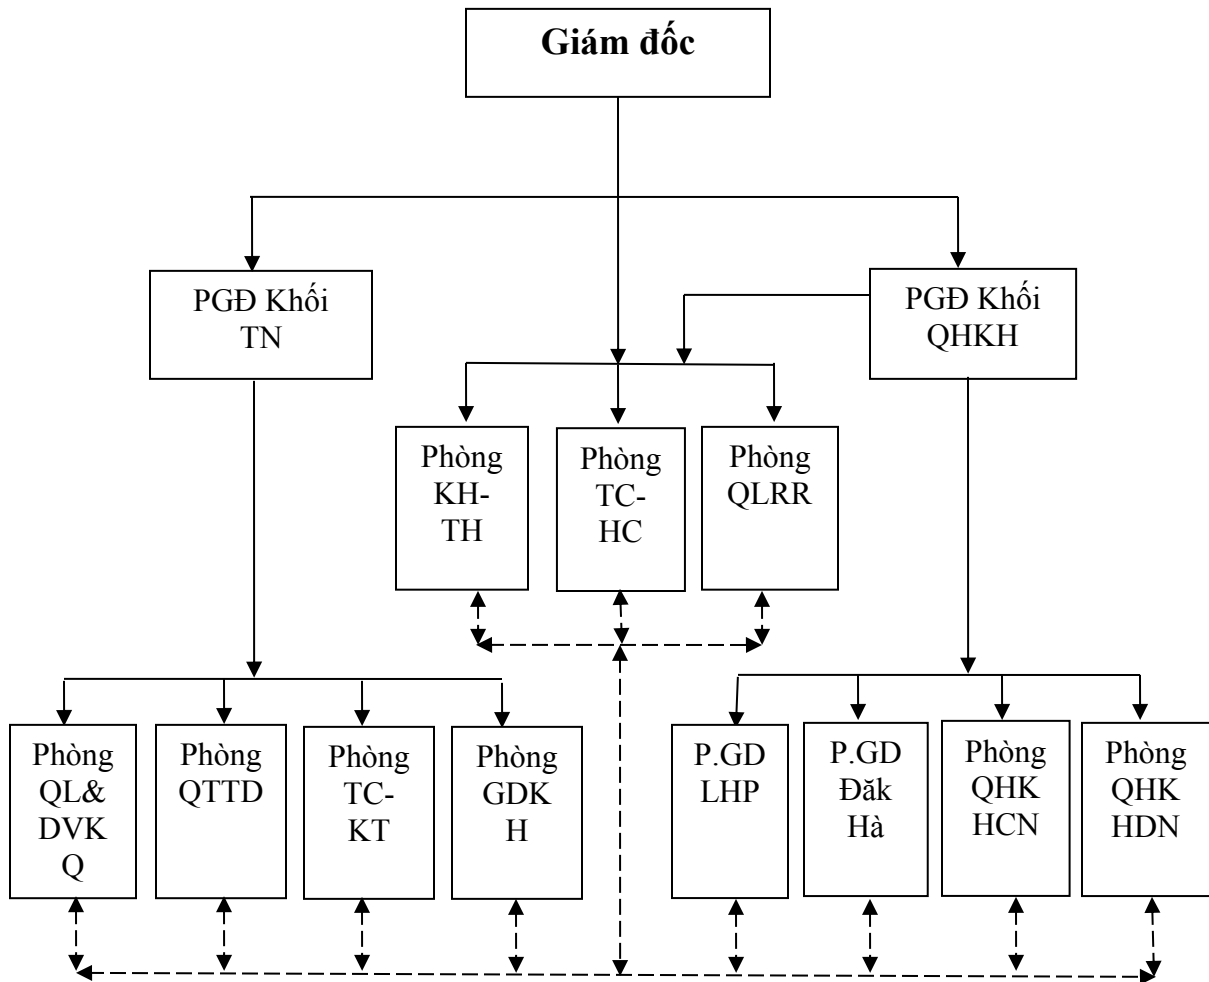 Giám đốc
PGĐ Khối
TN
PGĐ Khối
QHKH
Phòng
KH-
TH
Phòng
TC-
HC
Phòng
QLRR
Phòng
QL&
DVK
Q
Phòng
QTTD
Phòng
TC-
KT
Phòng
GDK
H
P.GD
LHP
P.GD
Đăk
Hà
Phòng
QHK
HCN
Phòng
QHK
HDN